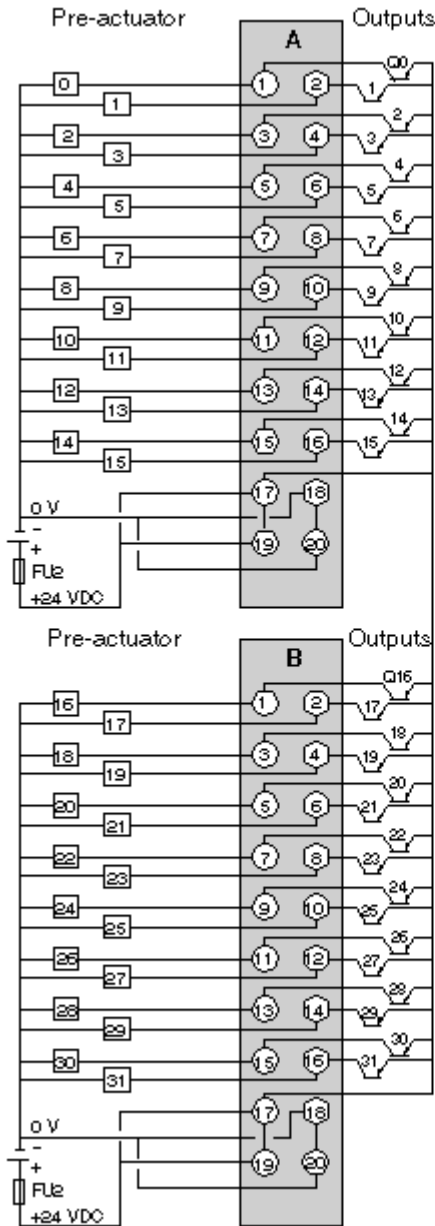 Pre-actuator A Outputs
0 1 2 Q0
1 1
2 3 4 2
3 3
4 5 6 4
5 5
6 7 8 6
7 7
8 9 10 8
9 9
10 11 12 10
11 11
12 13 14 12
13 13
14 15 16 14
15 15
17 18
0 V
-
+ 19 20
FU2
+24 VDC
Pre-actuator B Outputs
16 1 2 Q16
17 17
18 3 4 18
19 19
20 5 6 20
21 21
22 7 8 22
23 23
24 9 10 24
25 25
26 11 12 26
27 27
28 13 14 28
29 29
30 15 16 30
31 31
17 18
0 V
-
+ 19 20
FU2
+24 VDC